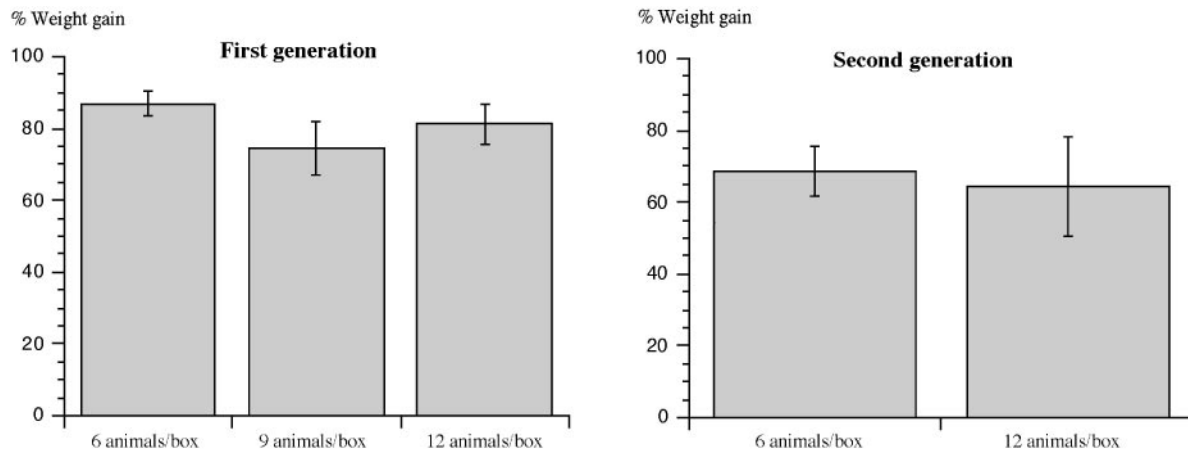 % Weight gain
First generation
100
80
60
40
20
0
6 animals/box
9 animals/box
12 animals/box
% Weight gain
Second generation
100
80
60
40
20
0
6 animals/box
12 animals/box